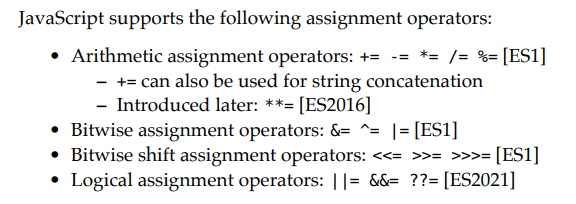 JavaScript supports the following assignment operators:
• Arithmetic assignment operators: += -= *= /= %= [ES1]
– += can also be used for string concatenation
– Introduced later: **= [ES2016]
• Bitwise assignment operators: &= ^= |= [ES1]
• Bitwise shift assignment operators: <<= >>= >>>= [ES1]
• Logical assignment operators: ||= &&= ??= [ES2021]